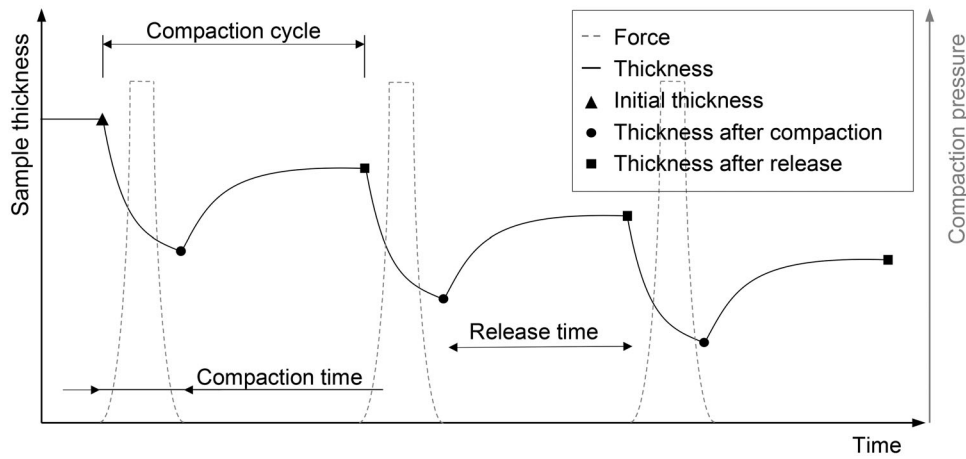 Compaction cycle
Force
Thickness
Initial thickness
Thickness after compaction
Thickness after release
Sample thickness
Compaction pressure
Release time
Compaction time
Time